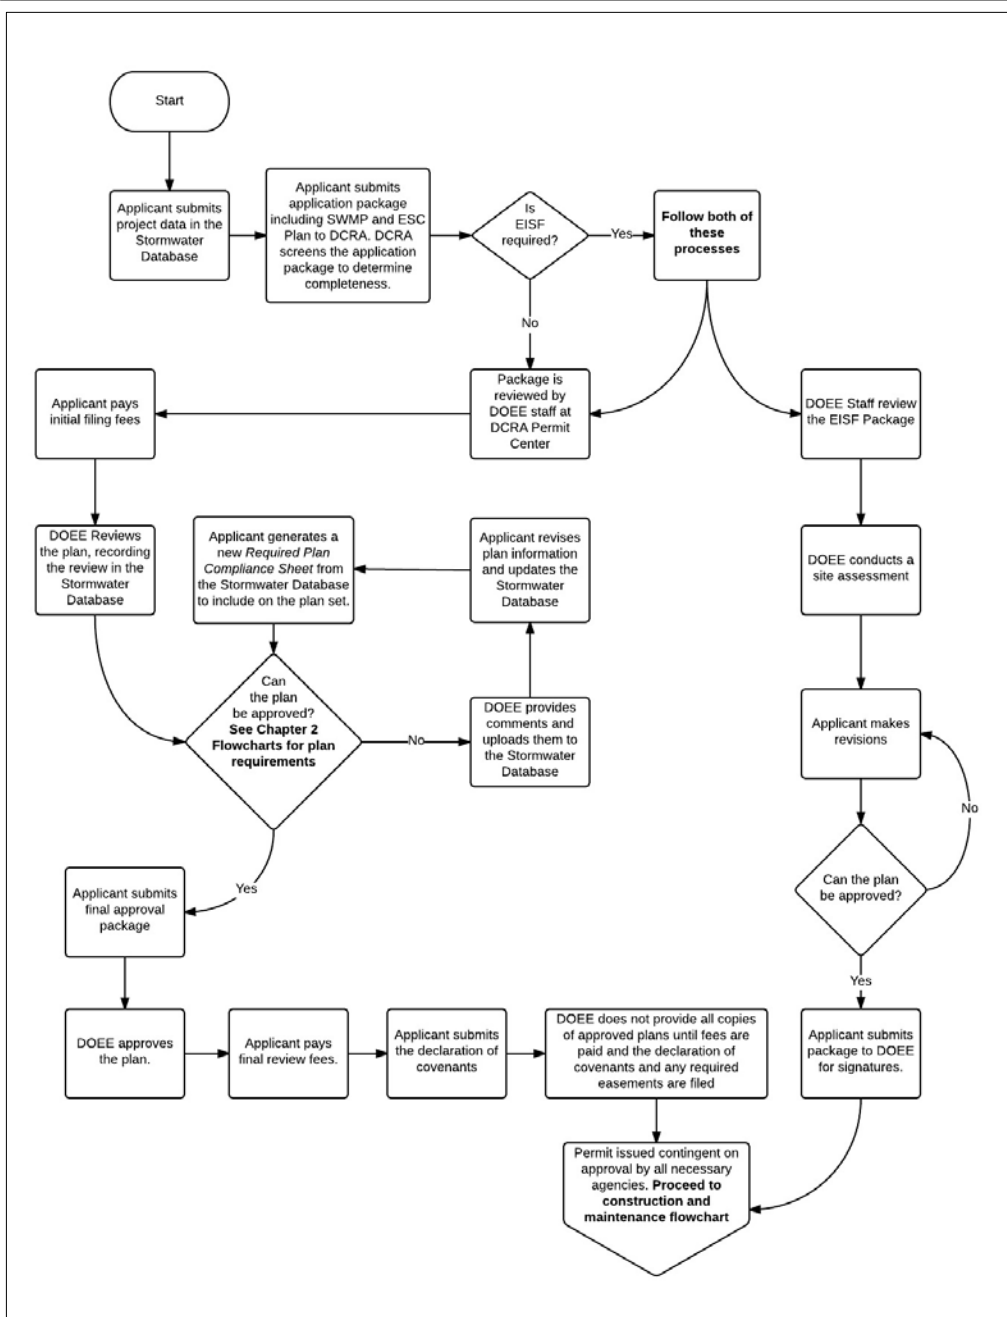 Start
Applicant submits
project data in the
Stormwater
Database
Applicant submits
application package
including SWMP and ESC
Plan to DCRA. DCRA
screens the application
package to determine
completeness.
Is
EISF
required?
Yes
Follow both of
these
processes
No
Applicant pays
initial filing fees
Package is
reviewed by
DOEE staff at
DCRA Permit
Center
DOEE Staff review
the EISF Package
DOEE Reviews
the plan, recording
the review in the
Stormwater
Database
Applicant generates a
new Required Plan
Compliance Sheet from
the Stormwater Database
to include on the plan set.
Applicant revises
plan information
and updates the
Stormwater
Database
DOEE conducts a
site assessment
Can
the plan
be approved?
See Chapter 2
Flowcharts for plan
requirements
No
DOEE provides
comments and
uploads them to
the Stormwater
Database
Applicant makes
revisions
No
Can the plan
be approved?
Yes
Applicant submits
final approval
package
Yes
DOEE approves
the plan.
Applicant pays
final review fees.
Applicant submits
the declaration of
covenants
DOEE does not provide all copies
of approved plans until fees are
paid and the declaration of
covenants and any required
easements are filed
Applicant submits
package to DOEE
for signatures.
Permit issued contingent on
approval by all necessary
agencies. Proceed to
construction and
maintenance flowchart